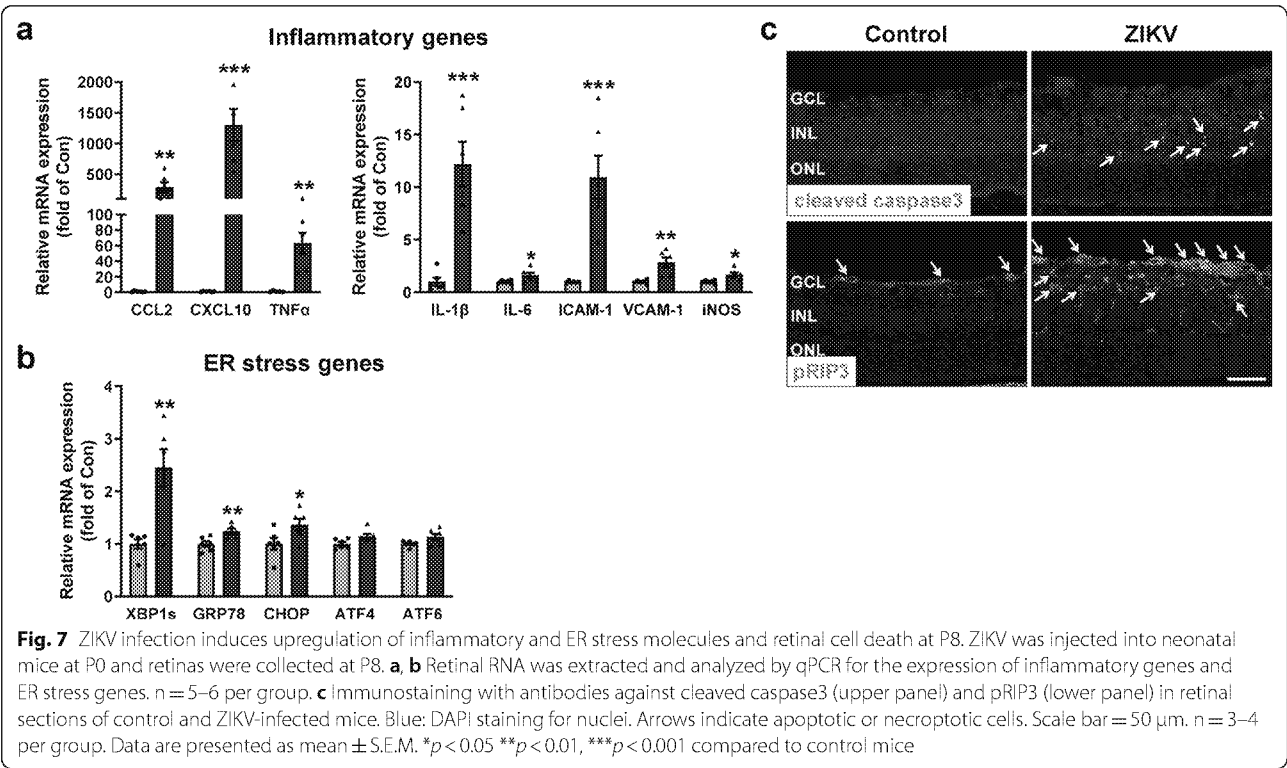 a
Inflammatory genes
Relative mRNA expression
(fold of Con)
2000
1500
1000
500
100
80
60
40
20
0
**
***
**
CCL2 CXCL10 TNFα
Relative mRNA expression
(fold of Con)
20
15
10
5
0
***
*
***
**
*
IL-1β IL-6 ICAM-1 VCAM-1 iNOS
b
ER stress genes
Relative mRNA expression
(fold of Con)
4
3
2
1
0
**
**
*
XBP1s GRP78 CHOP ATF4 ATF6
c
Control ZIKV
GCL
INL
ONL
cleaved caspase3
GCL
INL
ONL
pRIP3
Fig. 7 ZIKV infection induces upregulation of inflammatory and ER stress molecules and retinal cell death at P8. ZIKV was injected into neonatal
mice at P0 and retinas were collected at P8. a, b Retinal RNA was extracted and analyzed by qPCR for the expression of inflammatory genes and
ER stress genes. n = 5–6 per group. c Immunostaining with antibodies against cleaved caspase3 (upper panel) and pRIP3 (lower panel) in retinal
sections of control and ZIKV-infected mice. Blue: DAPI staining for nuclei. Arrows indicate apoptotic or necroptotic cells. Scale bar = 50 μm. n = 3–4
per group. Data are presented as mean ± S.E.M. *p < 0.05 **p < 0.01, ***p < 0.001 compared to control mice